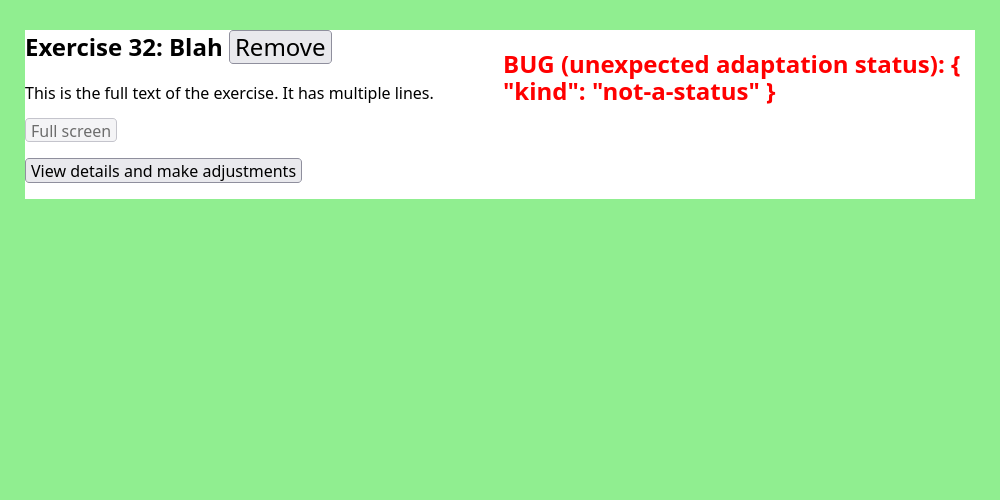 Exercise 32: Blah Remove
This is the full text of the exercise. It has multiple lines.
Full screen
View details and make adjustments
BUG (unexpected adaptation status): {
"kind": "not-a-status" }